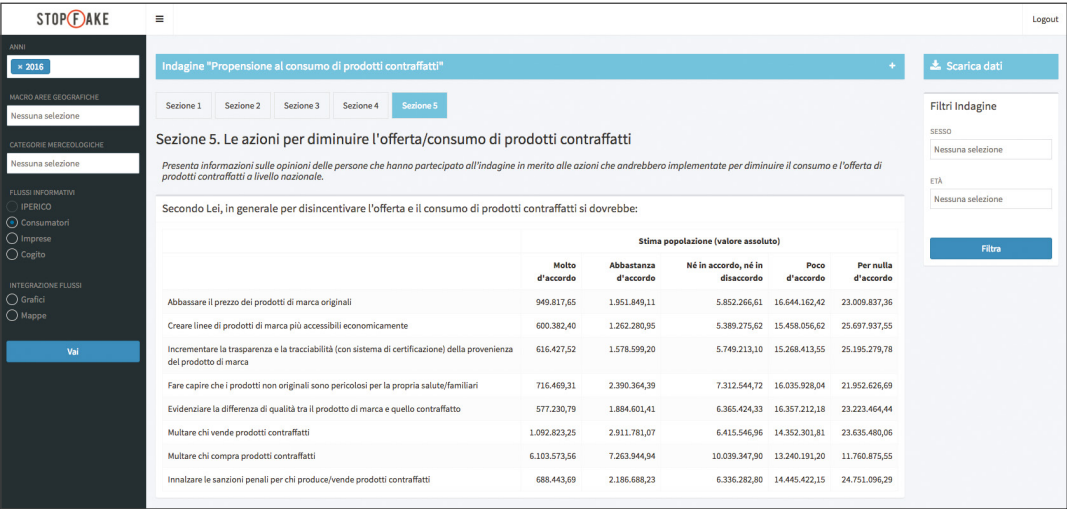 STOP FAKE
Logout
ANNI
× 2016
MACRO AREE GEOGRAFICHE
Nessuna selezione
CATEGORIE MERCEOLOGICHE
Nessuna selezione
FLUSSI INFORMATIVI
IPERICO
Consumatori
Imprese
Cogito
INTEGRAZIONE FLUSSI
Grafici
Mappe
Vai
Indagine "Propensione al consumo di prodotti contraffatti" +
Sezione 1 Sezione 2 Sezione 3 Sezione 4 Sezione 5
Sezione 5. Le azioni per diminuire l'offerta/consumo di prodotti contraffatti
Presenta informazioni sulle opinioni delle persone che hanno partecipato all'indagine in merito alle azioni che andrebbero implementate per diminuire il consumo e l'offerta di
prodotti contraffatti a livello nazionale.
Secondo Lei, in generale per disincentivare l'offerta e il consumo di prodotti contraffatti si dovrebbe:
Stima popolazione (valore assoluto)
Molto Abbastanza Né in accordo, né in Poco Per nulla
d'accordo d'accordo disaccordo d'accordo d'accordo
Abbassare il prezzo dei prodotti di marca originali 949.817,65 1.951.849,11 5.852.266,61 16.644.162,42 23.009.837,36
Creare linee di prodotti di marca più accessibili economicamente 600.382,40 1.262.280,95 5.389.275,62 15.458.056,62 25.697.937,55
Incrementare la trasparenza e la tracciabilità (con sistema di certificazione) della provenienza 616.427,52 1.578.599,20 5.749.213,10 15.268.413,55 25.195.279,78
del prodotto di marca
Fare capire che i prodotti non originali sono pericolosi per la propria salute/familiari 716.469,31 2.390.364,39 7.312.544,72 16.035.928,04 21.952.626,69
Evidenziare la differenza di qualità tra il prodotto di marca e quello contraffatto 577.230,79 1.884.601,41 6.365.424,33 16.357.212,18 23.223.464,44
Multare chi vende prodotti contraffatti 1.092.823,25 2.911.781,07 6.415.546,96 14.352.301,81 23.635.480,06
Multare chi compra prodotti contraffatti 6.103.573,56 7.263.944,94 10.039.347,90 13.240.191,20 11.760.875,55
Innalzare le sanzioni penali per chi produce/vende prodotti contraffatti 688.443,69 2.186.688,23 6.336.282,80 14.445.422,15 24.751.096,29
Scarica dati
Filtri Indagine
SESSO
Nessuna selezione
ETÀ
Nessuna selezione
Filtra